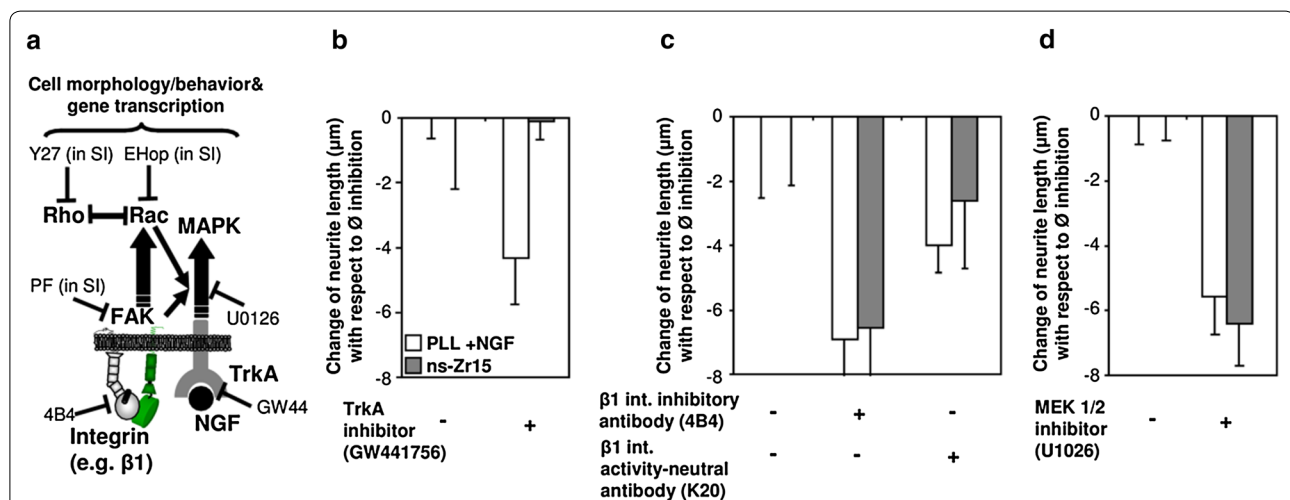 a
Cell morphology/behavior&
gene transcription
Y27 (in SI) EHop (in SI)
Rho Rac
MAPK
PF (in SI)
FAK
U0126
TrkA
4B4
GW44
NGF
Integrin
(e.g. β1)
b
Change of neurite length (µm)
with respect to Ø inhibition
0
-2
-4
-6
-8
PLL +NGF
ns-Zr15
TrkA
inhibitor
(GW441756)
- +
c
Change of neurite length (µm)
with respect to Ø inhibition
0
-2
-4
-6
-8
β1 int. inhibitory
antibody (4B4)
- + -
β1 int.
activity-neutral
antibody (K20)
- - +
d
Change of neurite length (µm)
with respect to Ø inhibition
0
-2
-4
-6
-8
MEK 1/2
inhibitor
(U1026)
- +